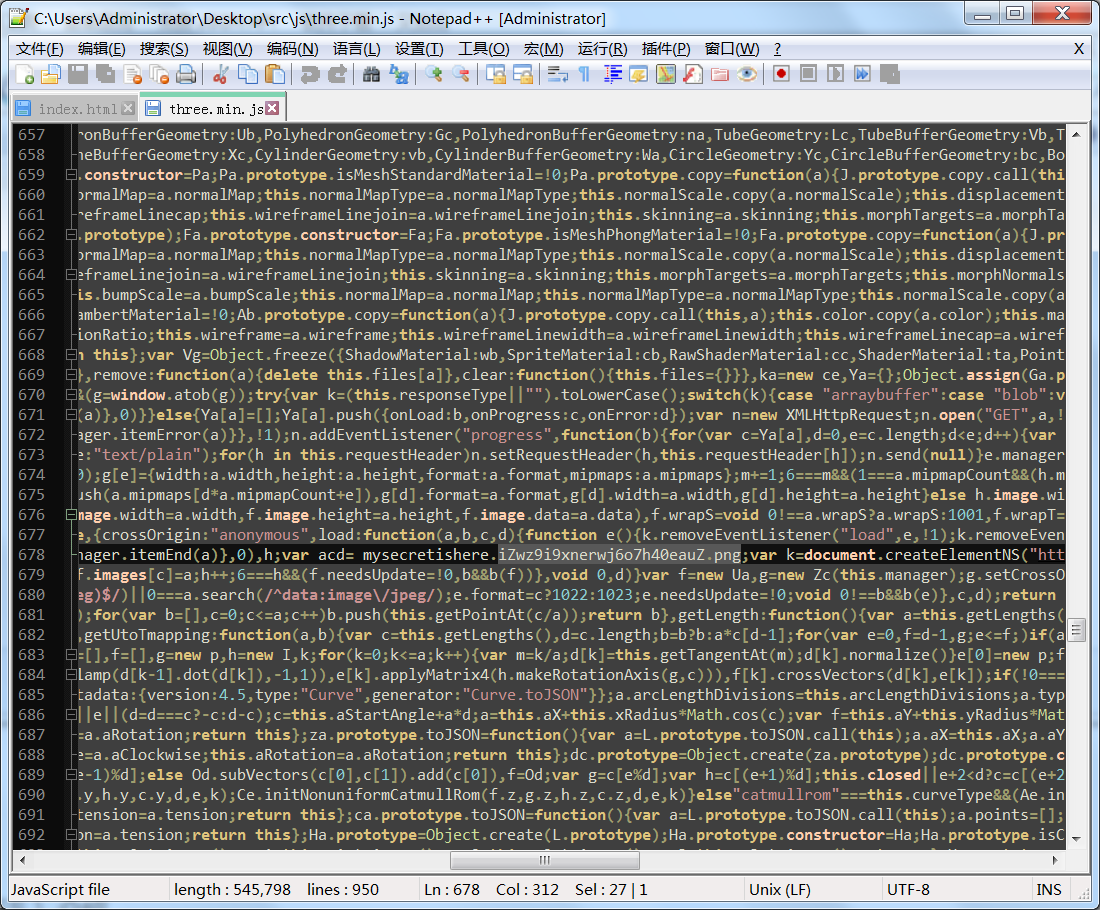 C:\Users\Administrator\Desktop\src\js\three.min.js - Notepad++ [Administrator]
文件(F) 编辑(E) 搜索(S) 视图(V) 编码(N) 语言(L) 设置(T) 工具(O) 宏(M) 运行(R) 插件(P) 窗口(W) ? X
index.html three.min.js
657 ronBufferGeometry:Ub,PolyhedronGeometry:Gc,PolyhedronBufferGeometry:na,TubeGeometry:Lc,TubeBufferGeometry:Vb,T
658 neBufferGeometry:Xc,CylinderGeometry:vb,CylinderBufferGeometry:Wa,CircleGeometry:Yc,CircleBufferGeometry:bc,Bo
659 .constructor=Pa;Pa.prototype.isMeshStandardMaterial=!0;Pa.prototype.copy=function(a){J.prototype.copy.call(this
660 normalMap=a.normalMap;this.normalMapType=a.normalMapType;this.normalScale.copy(a.normalScale);this.displacement
661 reframeLinecap;this.wireframeLinejoin=a.wireframeLinejoin;this.skinning=a.skinning;this.morphTargets=a.morphTa
662 .prototype);Fa.prototype.constructor=Fa;Fa.prototype.isMeshPhongMaterial=!0;Fa.prototype.copy=function(a){J.pr
663 normalMap=a.normalMap;this.normalMapType=a.normalMapType;this.normalScale.copy(a.normalScale);this.displacement
664 eframeLinejoin=a.wireframeLinejoin;this.skinning=a.skinning;this.morphTargets=a.morphTargets;this.morphNormals
665 is.bumpScale=a.bumpScale;this.normalMap=a.normalMap;this.normalMapType=a.normalMapType;this.normalScale.copy(a
666 ambertMaterial=!0;Ab.prototype.copy=function(a){J.prototype.copy.call(this,a);this.color.copy(a.color);this.ma
667 ionRatio;this.wireframe=a.wireframe;this.wireframeLinewidth=a.wireframeLinewidth;this.wireframeLinecap=a.wiref
668 n this};var Vg=Object.freeze({ShadowMaterial:wb,SpriteMaterial:cb,RawShaderMaterial:cc,ShaderMaterial:ta,Point
669 },remove:function(a){delete this.files[a]},clear:function(){this.files={}}},ka=new ce,Ya={};Object.assign(Ga.p
670 &(g=window.atob(g));try{var k=(this.responseType||"").toLowerCase();switch(k){case "arraybuffer":case "blob":v
671 (a)},0)}}else{Ya[a]=[];Ya[a].push({onLoad:b,onProgress:c,onError:d});var n=new XMLHttpRequest;n.open("GET",a,!
672 ager.itemError(a)}},!1);n.addEventListener("progress",function(b){for(var c=Ya[a],d=0,e=c.length;d<e;d++){var
673 e:"text/plain");for(h in this.requestHeader)n.setRequestHeader(h,this.requestHeader[h]);n.send(null)}e.manager
674 0);g[e]={width:a.width,height:a.height,format:a.format,mipmaps:a.mipmaps};m+=1;6===m&&(1===a.mipmapCount&&(h.m
675 ush(a.mipmaps[d*a.mipmapCount+e]),g[d].format=a.format,g[d].width=a.width,g[d].height=a.height}else h.image.wi
676 mage.width=a.width,f.image.height=a.height,f.image.data=a.data),f.wrapS=void 0!==a.wrapS?a.wrapS:1001,f.wrapT=
677 e,{crossOrigin:"anonymous",load:function(a,b,c,d){function e(){k.removeEventListener("load",e,!1);k.removeEven
678 nager.itemEnd(a)},0),h;var acd= mysecretishere.iZwz9i9xnerwj6o7h40eauZ.png;var k=document.createElementNS("htt
679 f.images[c]=a;h++;6===h&&(f.needsUpdate=!0,b&&b(f))},void 0,d)}var f=new Ua,g=new Zc(this.manager);g.setCrossO
680 eg)$/)||0===a.search(/^data:image\/jpeg/);e.format=c?1022:1023;e.needsUpdate=!0;void 0!==b&&b(e)},c,d);return
681 );for(var b=[],c=0;c<=a;c++)b.push(this.getPointAt(c/a));return b},getLength:function(){var a=this.getLengths(
682 ,getUtoTmapping:function(a,b){var c=this.getLengths(),d=c.length;b=b?b:a*c[d-1];for(var e=0,f=d-1,g;e<=f;)if(a
683 =[],f=[],g=new p,h=new I,k;for(k=0;k<=a;k++){var m=k/a;d[k]=this.getTangentAt(m);d[k].normalize()}e[0]=new p;f
684 lamp(d[k-1].dot(d[k]),-1,1)),e[k].applyMatrix4(h.makeRotationAxis(g,c))),f[k].crossVectors(d[k],e[k]);if(!0===
685 tadata:{version:4.5,type:"Curve",generator:"Curve.toJSON"}};a.arcLengthDivisions=this.arcLengthDivisions;a.typ
686 ||e||(d=d===c?-c:d-c);c=this.aStartAngle+a*d;a=this.aX+this.xRadius*Math.cos(c);var f=this.aY+this.yRadius*Mat
687 =a.aRotation;return this};za.prototype.toJSON=function(){var a=L.prototype.toJSON.call(this);a.aX=this.aX;a.aY
688 e=a.aClockwise;this.aRotation=a.aRotation;return this};dc.prototype=Object.create(za.prototype);dc.prototype.c
689 e-1)%d];else Od.subVectors(c[0],c[1]).add(c[0]),f=Od;var g=c[e%d];var h=c[(e+1)%d];this.closed||e+2<d?c=c[(e+2
690 .y,h.y,c.y,d,e,k);Ce.initNonuniformCatmullRom(f.z,g.z,h.z,c.z,d,e,k)}else"catmullrom"===this.curveType&&(Ae.in
691 tension=a.tension;return this};ca.prototype.toJSON=function(){var a=L.prototype.toJSON.call(this);a.points=[];
692 on=a.tension;return this};Ha.prototype=Object.create(L.prototype);Ha.prototype.constructor=Ha;Ha.prototype.isC
JavaScript file length : 545,798 lines : 950 Ln : 678 Col : 312 Sel : 27 | 1 Unix (LF) UTF-8 INS